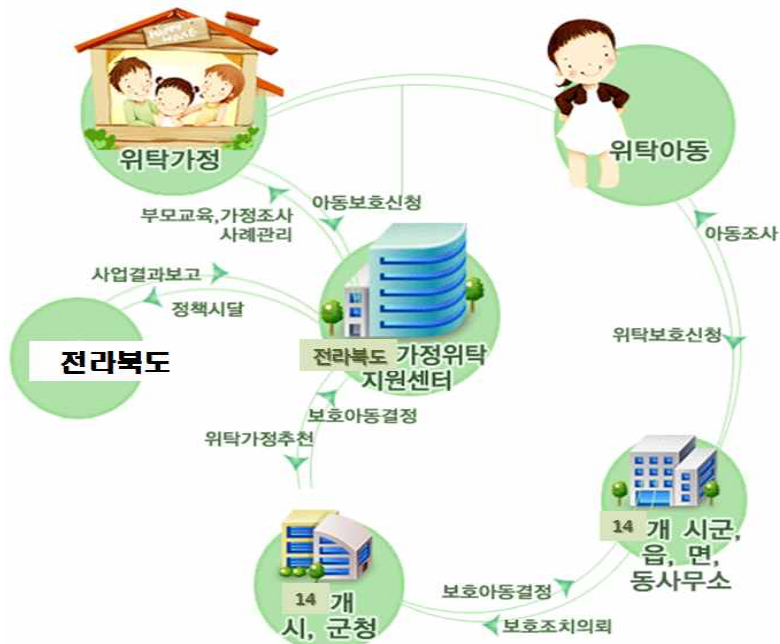 HAPPY HOUSE
위탁가정
위탁아동
아동보호신청
부모교육,가정조사
사례관리
아동조사
사업결과보고
정책시달
위탁보호신청
전라북도
전라북도 가정위탁
지원센터
보호아동결정
위탁가정추천
14 개 시군,
읍, 면,
동사무소
14 개
시, 군청
보호아동결정
보호조치의뢰